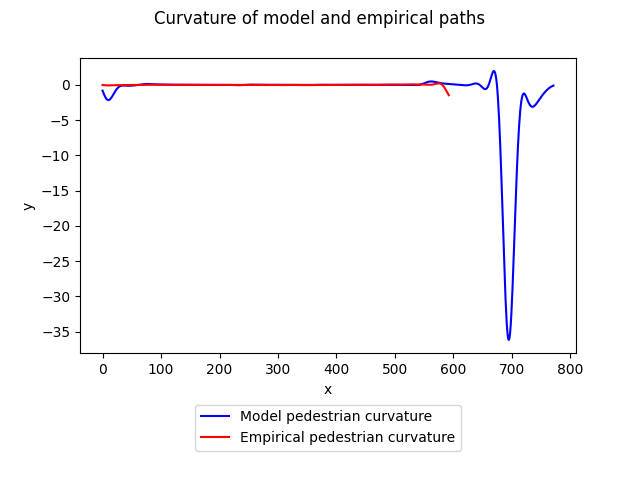 Curvature of model and empirical paths
y
0
−5
−10
−15
−20
−25
−30
−35
0 100 200 300 400 500 600 700 800
x
Model pedestrian curvature
Empirical pedestrian curvature